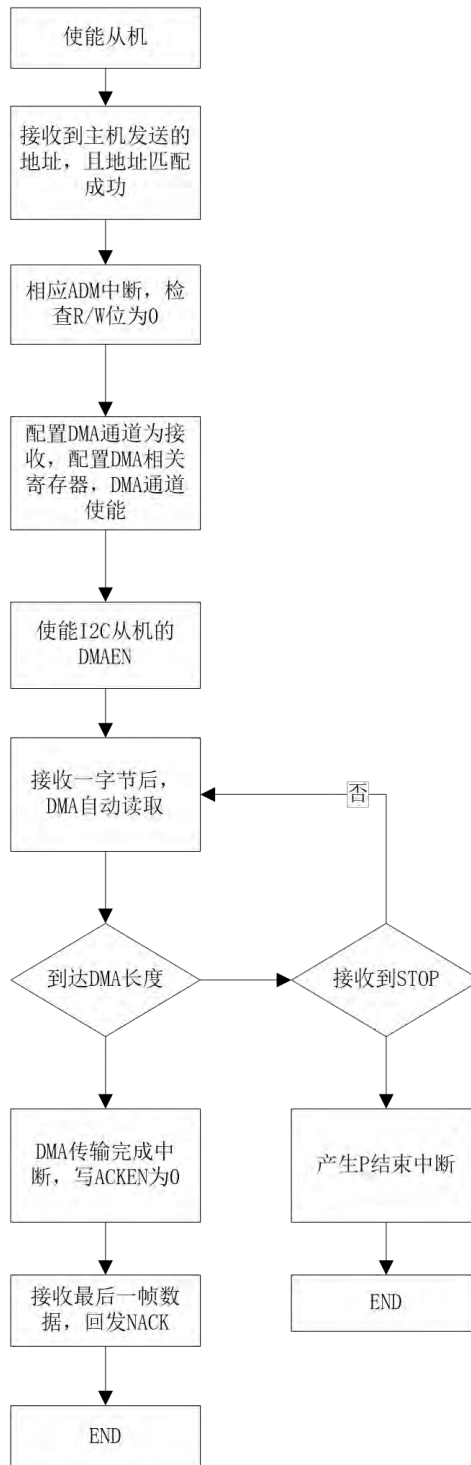 使能从机
接收到主机发送的
地址，且地址匹配
成功
相应ADM中断，检
查R/W位为0
配置DMA通道为接
收，配置DMA相关
寄存器，DMA通道
使能
使能I2C从机的
DMAEN
接收一字节后，
DMA自动读取
否
到达DMA长度
接收到STOP
DMA传输完成中
断，写ACKEN为0
产生P结束中断
接收最后一帧数
据，回发NACK
END
END